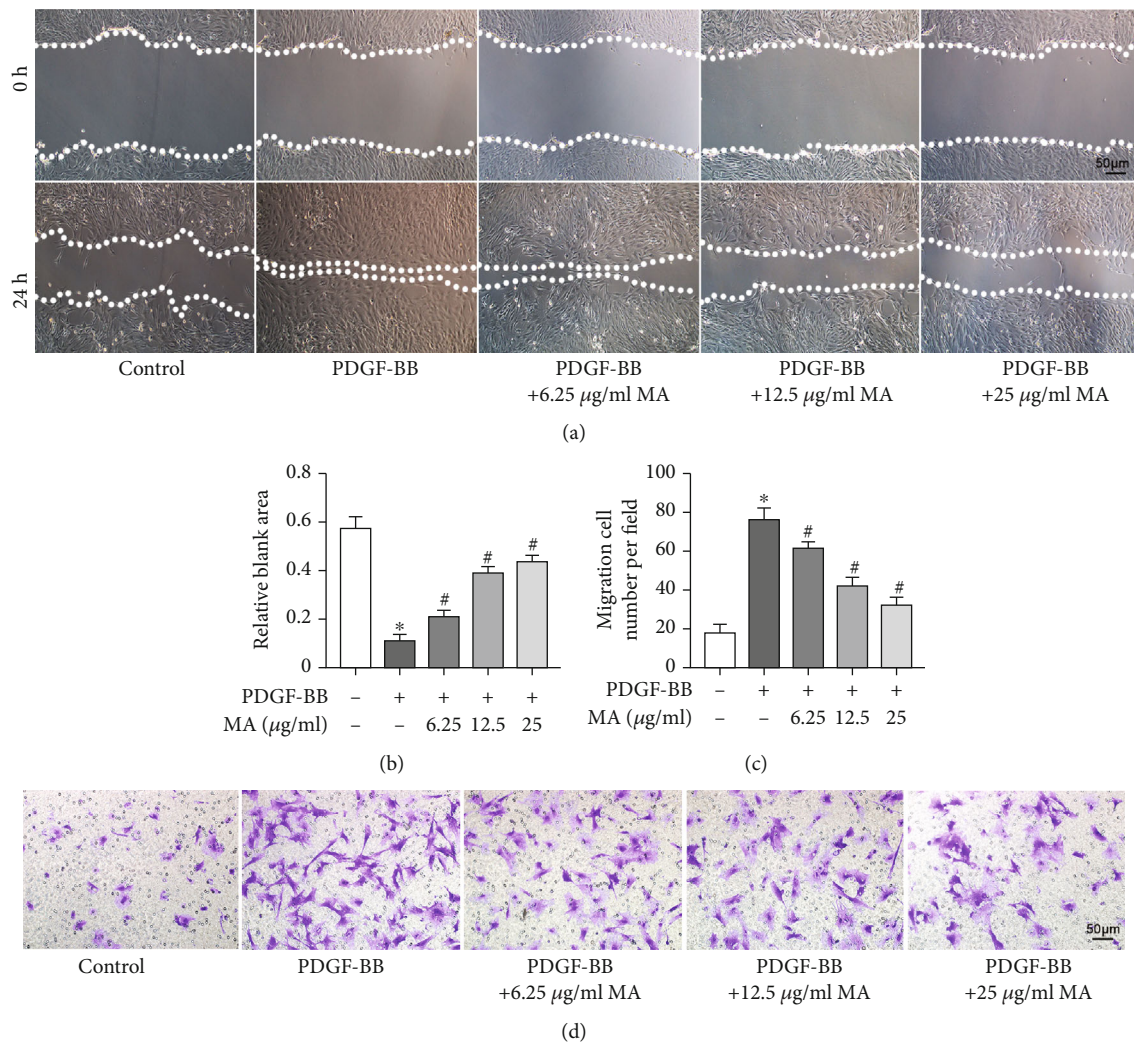 0 h
50μm
24 h
Control
PDGF-BB
PDGF-BB
+6.25 μg/ml MA
PDGF-BB
+12.5 μg/ml MA
PDGF-BB
+25 μg/ml MA
(a)
Relative blank area
0.8
0.6
0.4
0.2
0
*
#
#
#
PDGF-BB – + + + +
MA (μg/ml) – – 6.25 12.5 25
(b)
Migration cell
number per field
100
80
60
40
20
0
*
#
#
#
PDGF-BB – + + + +
MA (μg/ml) – – 6.25 12.5 25
(c)
50μm
Control
PDGF-BB
PDGF-BB
+6.25 μg/ml MA
PDGF-BB
+12.5 μg/ml MA
PDGF-BB
+25 μg/ml MA
(d)